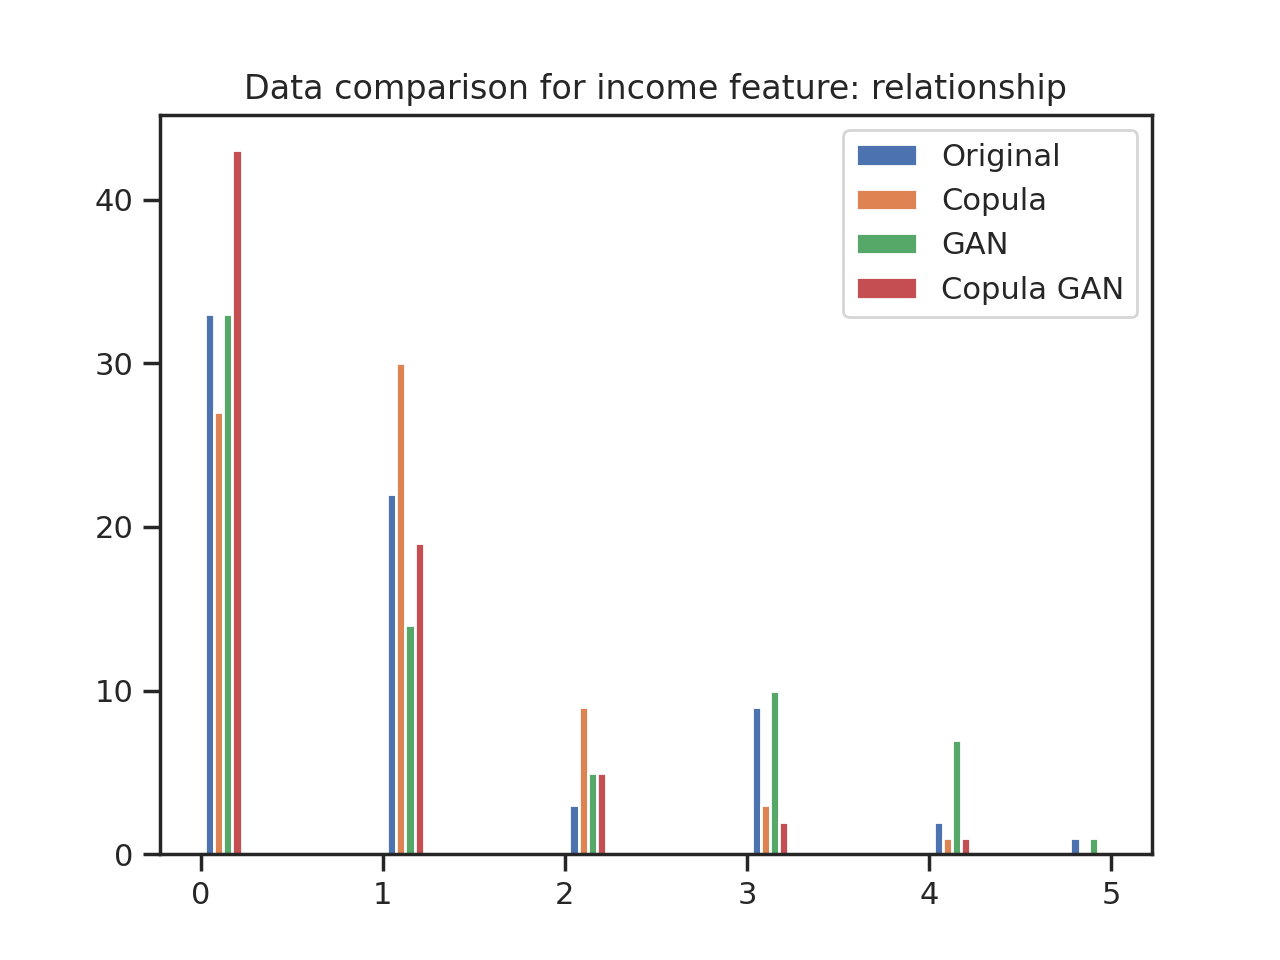 Data comparison for income feature: relationship
Original
Copula
GAN
Copula GAN
40
30
20
10
0
0 1 2 3 4 5